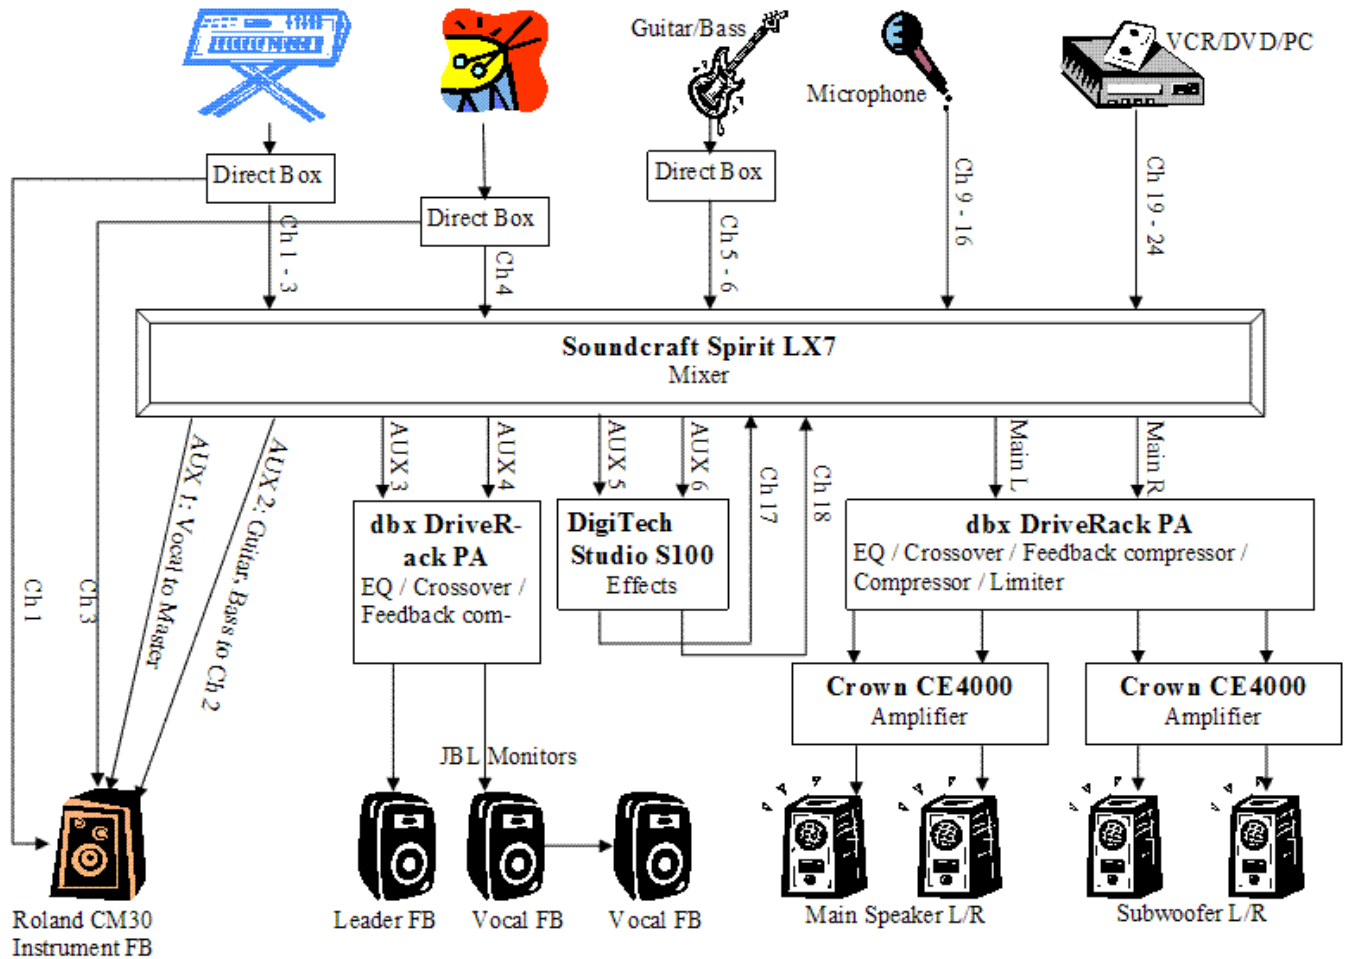 Guitar/Bass
Microphone
VCR/DVD/PC
Direct Box
Direct Box
Direct Box
Ch 1 - 3
Ch 4
Ch 5 - 6
Ch 9 - 16
Ch 19 - 24
Soundcraft Spirit LX7
Mixer
AUX 1: Vocal to Master
AUX 2: Guitar, Bass to Ch 2
AUX 3
AUX 4
AUX 5
AUX 6
Ch 17
Ch 18
Main L
Main R
Ch 1
Ch 3
dbx DriveR-
ack PA
EQ / Crossover /
Feedback com-
DigiTech
Studio S100
Effects
dbx DriveRack PA
EQ / Crossover / Feedback compressor /
Compressor / Limiter
Crown CE4000
Amplifier
Crown CE4000
Amplifier
JBL Monitors
Roland CM30
Instrument FB
Leader FB
Vocal FB
Vocal FB
Main Speaker L/R
Subwoofer L/R